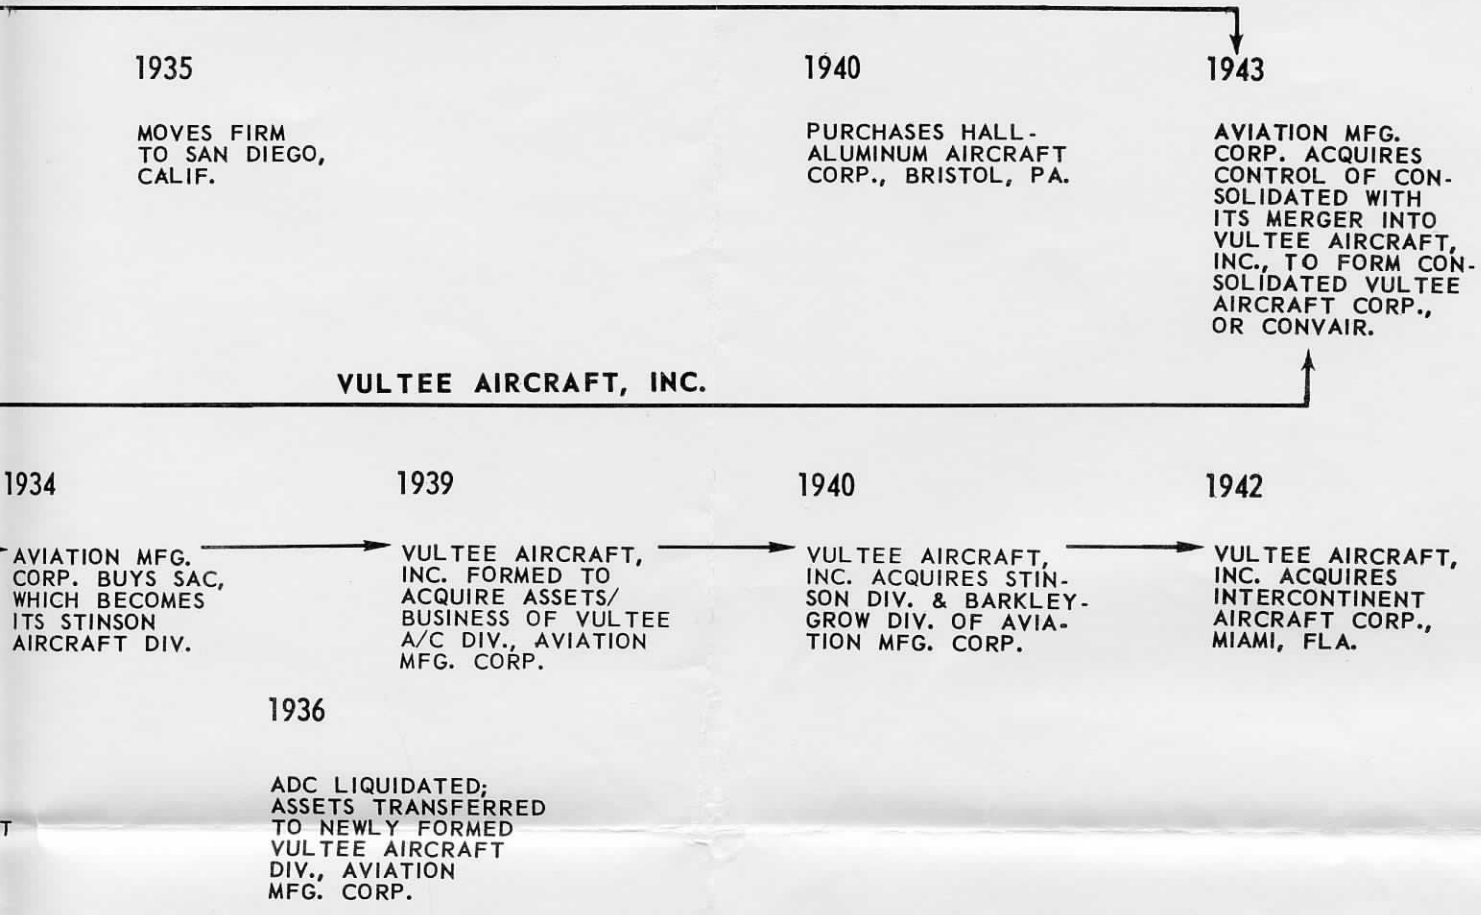 1935
MOVES FIRM
TO SAN DIEGO,
CALIF.
1940
PURCHASES HALL-
ALUMINUM AIRCRAFT
CORP., BRISTOL, PA.
1943
AVIATION MFG.
CORP. ACQUIRES
CONTROL OF CON-
SOLIDATED WITH
ITS MERGER INTO
VULTEE AIRCRAFT,
INC., TO FORM CON-
SOLIDATED VULTEE
AIRCRAFT CORP.,
OR CONVAIR.
VULTEE AIRCRAFT, INC.
1934
AVIATION MFG.
CORP. BUYS SAC,
WHICH BECOMES
ITS STINSON
AIRCRAFT DIV.
1939
VULTEE AIRCRAFT,
INC. FORMED TO
ACQUIRE ASSETS/
BUSINESS OF VULTEE
A/C DIV., AVIATION
MFG. CORP.
1940
VULTEE AIRCRAFT,
INC. ACQUIRES STIN-
SON DIV. & BARKLEY-
GROW DIV. OF AVIA-
TION MFG. CORP.
1942
VULTEE AIRCRAFT,
INC. ACQUIRES
INTERCONTINENT
AIRCRAFT CORP.,
MIAMI, FLA.
1936
ADC LIQUIDATED;
ASSETS TRANSFERRED
TO NEWLY FORMED
VULTEE AIRCRAFT
DIV., AVIATION
MFG. CORP.
T